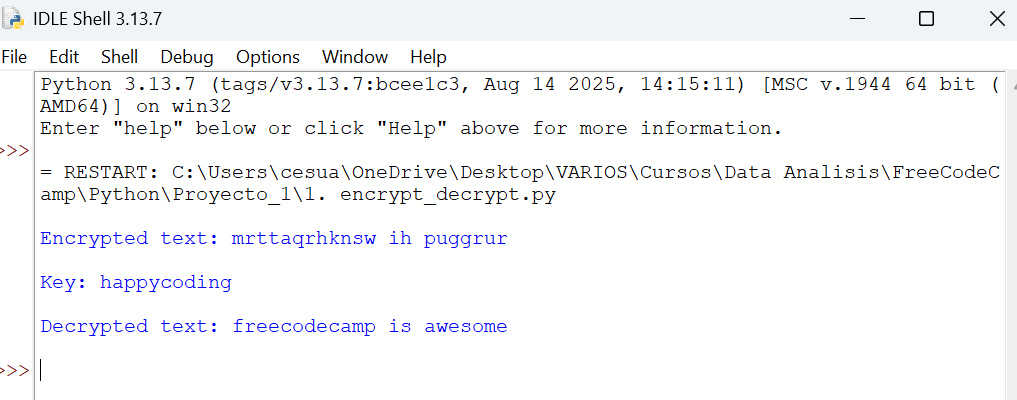 IDLE Shell 3.13.7
File Edit Shell Debug Options Window Help
Python 3.13.7 (tags/v3.13.7:bcee1c3, Aug 14 2025, 14:15:11) [MSC v.1944 64 bit (
AMD64)] on win32
Enter "help" below or click "Help" above for more information.
>>>
= RESTART: C:\Users\cesua\OneDrive\Desktop\VARIOS\Cursos\Data Analisis\FreeCodeC
amp\Python\Proyecto_1\1. encrypt_decrypt.py
Encrypted text: mrttaqrhknsw ih puggrur
Key: happycoding
Decrypted text: freecodecamp is awesome
>>>